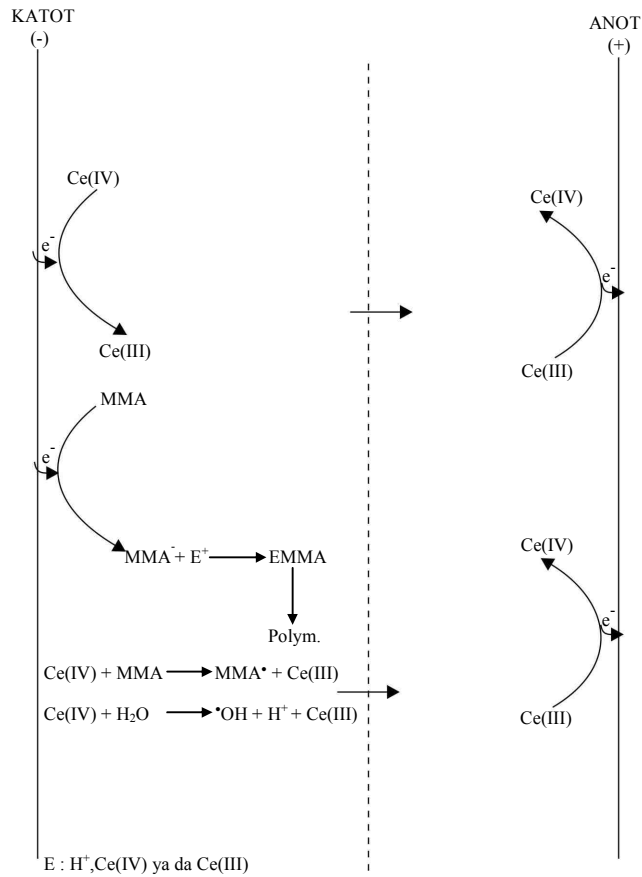 KATOT
(-)
ANOT
(+)
Ce(IV)
e-
Ce(III)
Ce(IV)
e-
Ce(III)
MMA
e-
MMA- + E+ EMMA
Polym.
Ce(IV)
e-
Ce(III)
Ce(IV) + MMA MMA• + Ce(III)
Ce(IV) + H2O •OH + H+ + Ce(III)
E : H+,Ce(IV) ya da Ce(III)